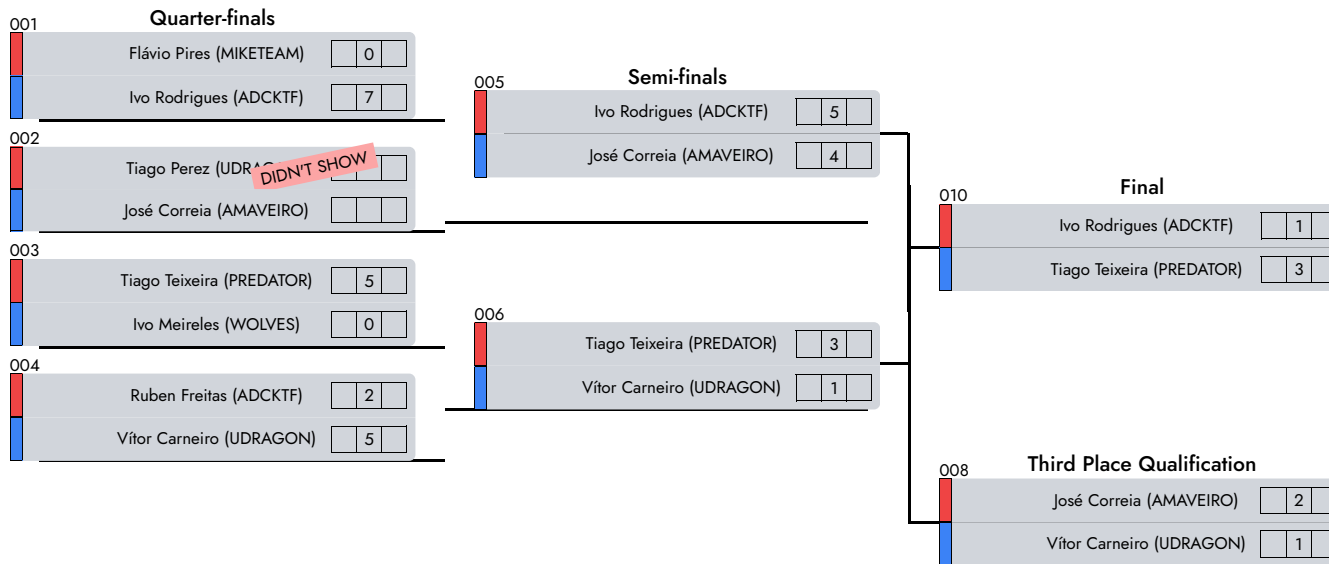 Quarter-finals
001
Flávio Pires (MIKETEAM) 0
Ivo Rodrigues (ADCKTF) 7
002
Tiago Perez
DIDN'T SHOW
José Correia (AMAVEIRO)
003
Tiago Teixeira (PREDATOR) 5
Ivo Meireles (WOLVES) 0
004
Ruben Freitas (ADCKTF) 2
Vítor Carneiro (UDRAGON) 5
Semi-finals
005
Ivo Rodrigues (ADCKTF) 5
José Correia (AMAVEIRO) 4
006
Tiago Teixeira (PREDATOR) 3
Vítor Carneiro (UDRAGON) 1
Final
010
Ivo Rodrigues (ADCKTF) 1
Tiago Teixeira (PREDATOR) 3
Third Place Qualification
008
José Correia (AMAVEIRO) 2
Vítor Carneiro (UDRAGON) 1